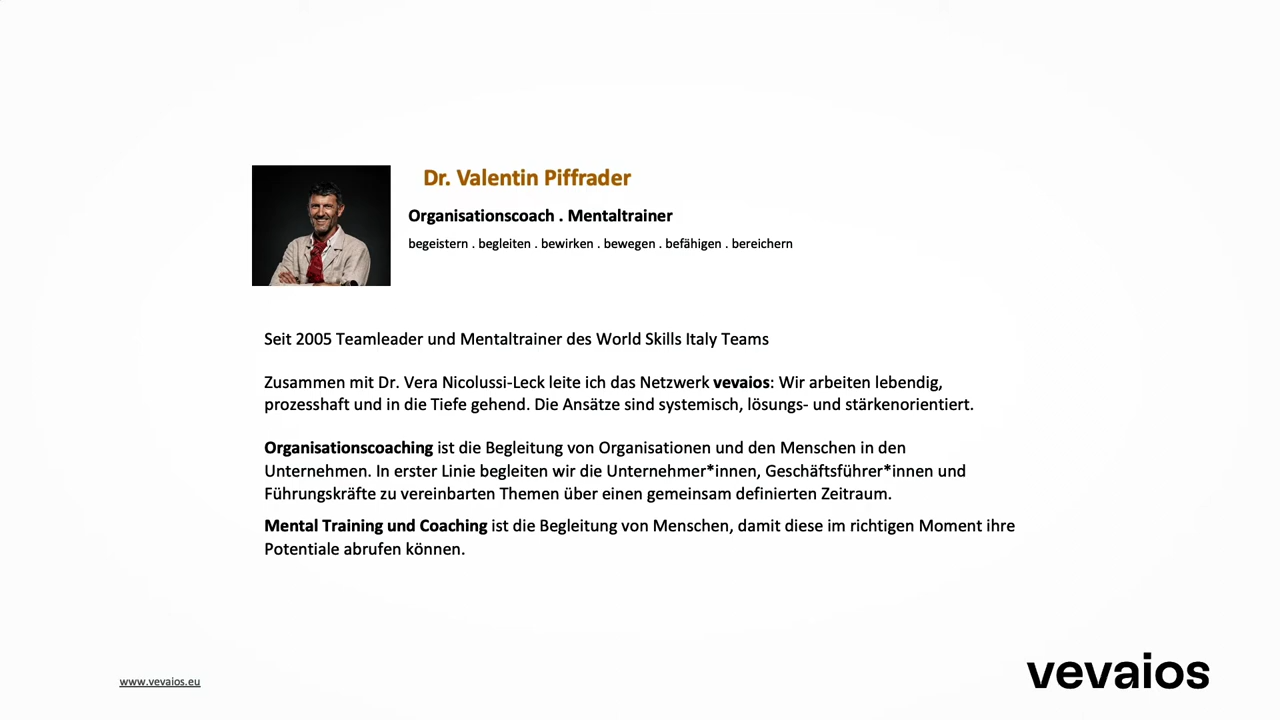 Dr. Valentin Piffrader
Organisationscoach . Mentaltrainer
begeistern . begleiten . bewirken . bewegen . befähigen . bereichern
Seit 2005 Teamleader und Mentaltrainer des World Skills Italy Teams
Zusammen mit Dr. Vera Nicolussi-Leck leite ich das Netzwerk vevaios: Wir arbeiten lebendig,
prozesshaft und in die Tiefe gehend. Die Ansätze sind systemisch, lösungs- und stärkenorientiert.
Organisationscoaching ist die Begleitung von Organisationen und den Menschen in den
Unternehmen. In erster Linie begleiten wir die Unternehmer*innen, Geschäftsführer*innen und
Führungskräfte zu vereinbarten Themen über einen gemeinsam definierten Zeitraum.
Mental Training und Coaching ist die Begleitung von Menschen, damit diese im richtigen Moment ihre
Potentiale abrufen können.
www.vevaios.eu
vevaios